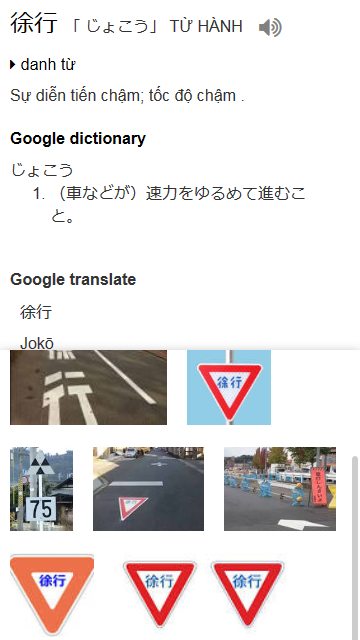 徐行 「 じょこう」 TỪ HÀNH
danh từ
Sự diễn tiến chậm; tốc độ chậm .
Google dictionary
じょこう
1. （車などが）速力をゆるめて進むこ
と。
Google translate
徐行
Jokō
徐行
75
徐行
徐行
徐行